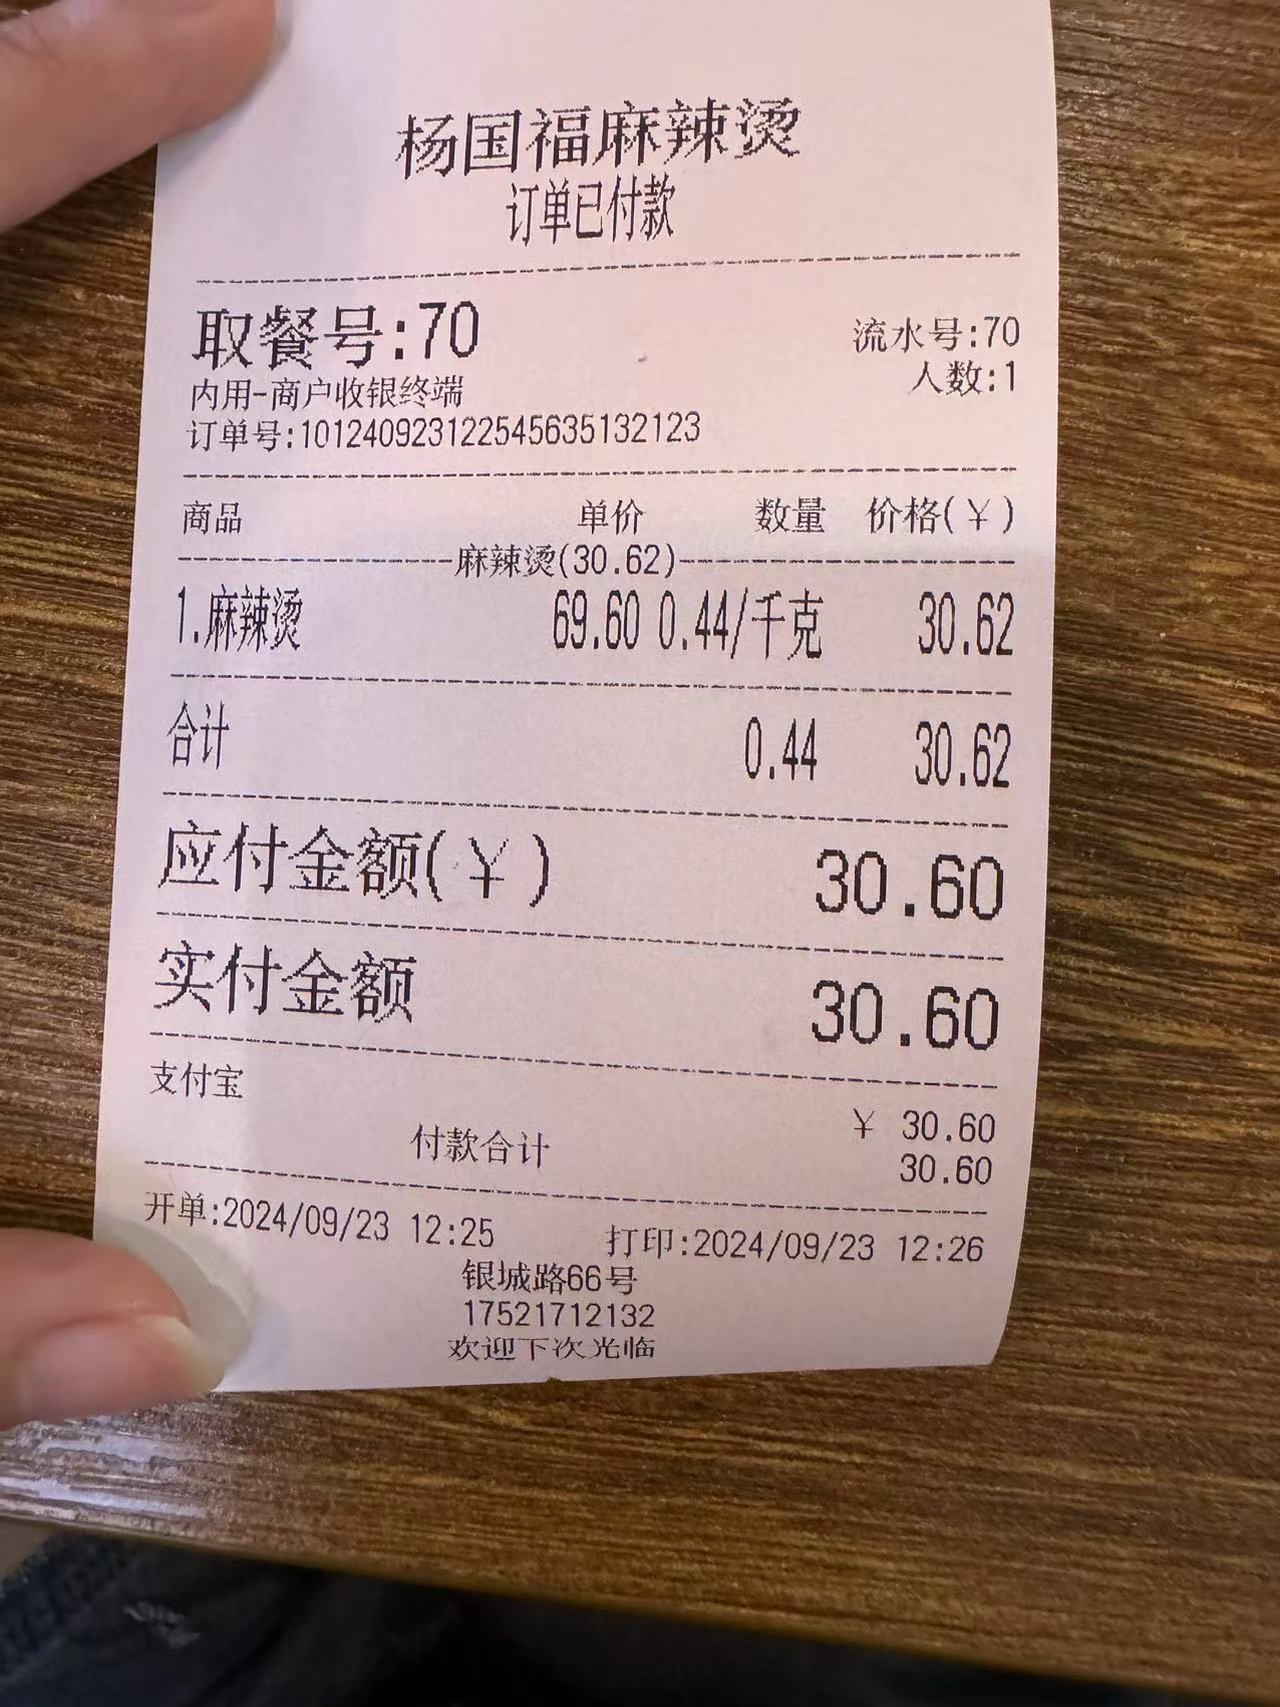 杨国福麻辣烫
订单已付款
取餐号:70 流水号:70
内用-商户收银终端 人数:1
订单号:101240923122545635132123
商品 单价 数量 价格(¥)
麻辣烫(30.62)
1.麻辣烫 69.60 0.44/千克 30.62
合计 0.44 30.62
应付金额(¥) 30.60
实付金额 30.60
支付宝 ¥ 30.60
付款合计 30.60
开单:2024/09/23 12:25 打印:2024/09/23 12:26
银城路66号
17521712132
欢迎下次光临